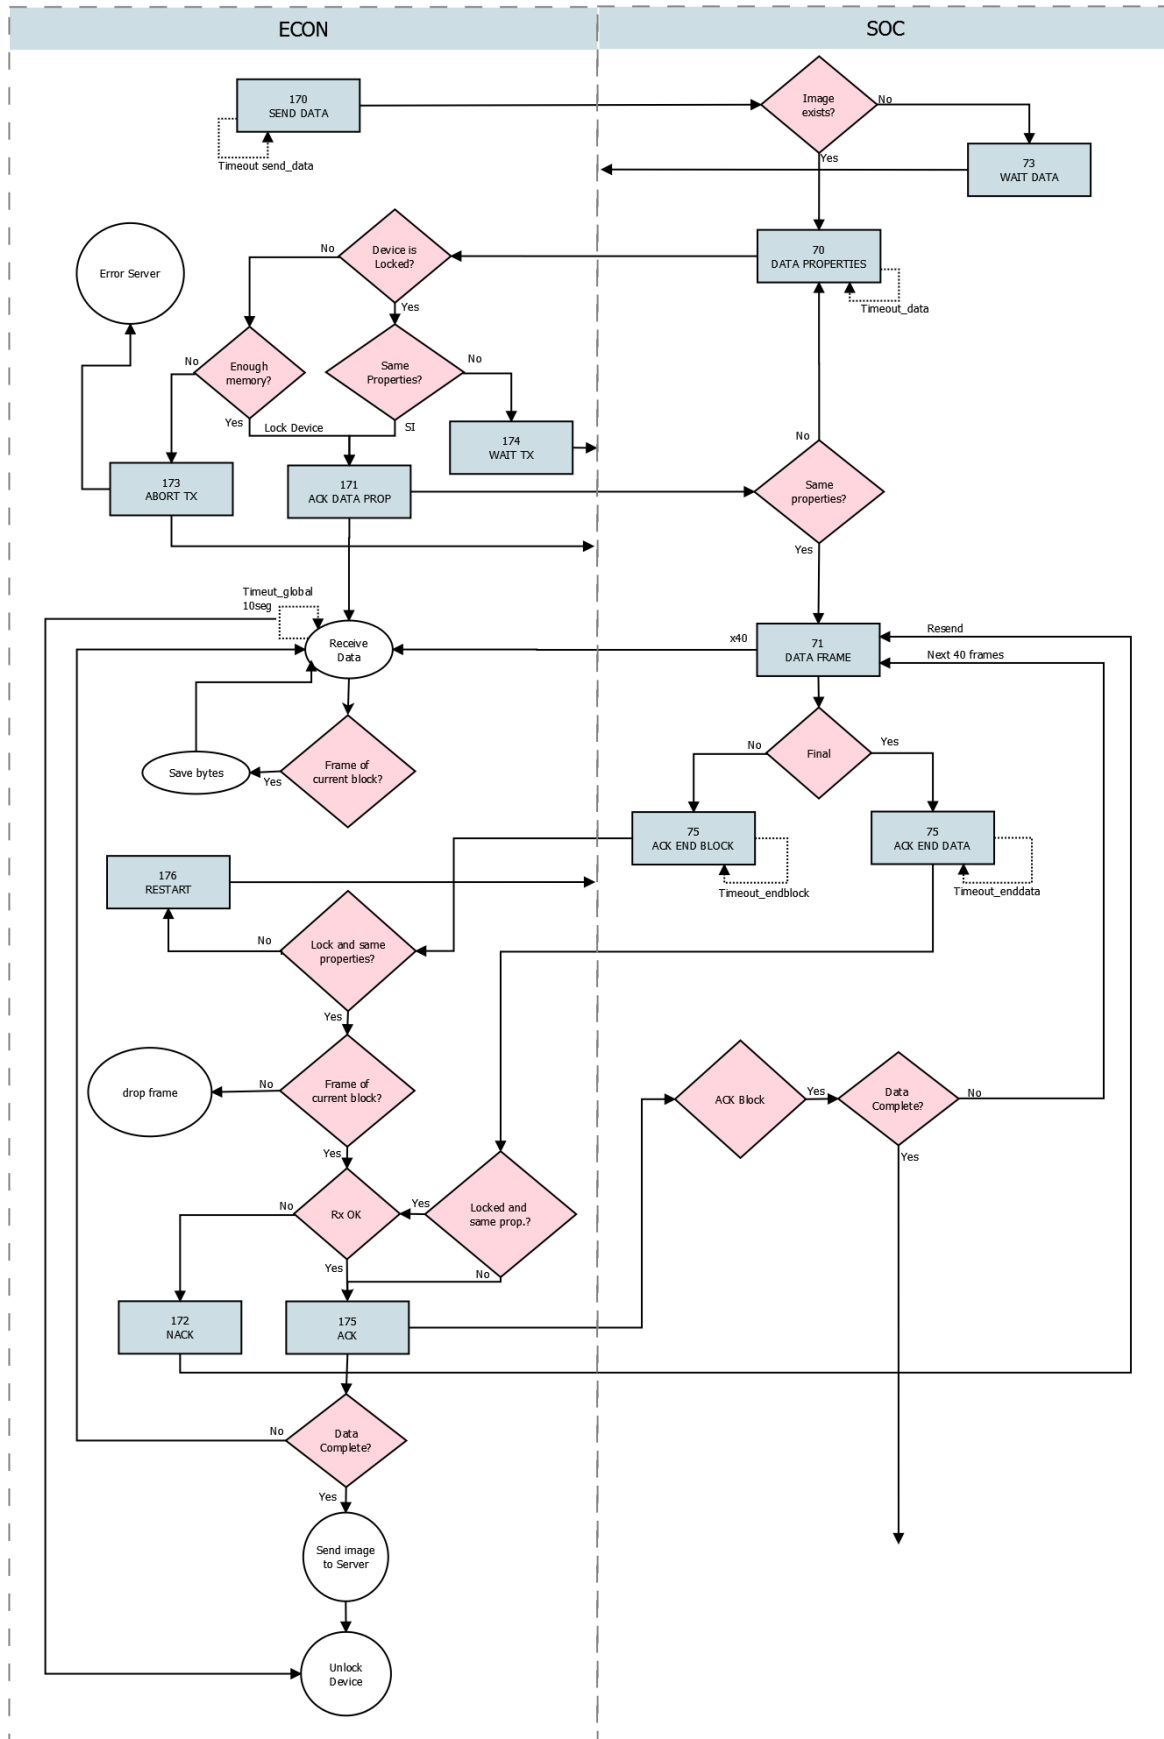 ECON
SOC
170
SEND DATA
Timeout send_data
Image
exists?
No
Yes
73
WAIT DATA
Error Server
No
Device is
Locked?
Yes
70
DATA PROPERTIES
Timeout_data
No
Enough
memory?
Yes
Lock Device
Same
Properties?
No
SI
174
WAIT TX
No
173
ABORT TX
171
ACK DATA PROP
Same
properties?
Yes
Timeut_global
10seg
Receive
Data
x40
71
DATA FRAME
Resend
Next 40 frames
Save bytes
Yes
Frame of
current block?
No
Final
Yes
75
ACK END BLOCK
Timeout_endblock
75
ACK END DATA
Timeout_enddata
176
RESTART
No
Lock and same
properties?
Yes
drop frame
No
Frame of
current block?
Yes
ACK Block
Yes
Data
Complete?
No
Yes
No
Rx OK
Yes
Yes
Locked and
same prop.?
No
172
NACK
175
ACK
No
Data
Complete?
Yes
Send image
to Server
Unlock
Device